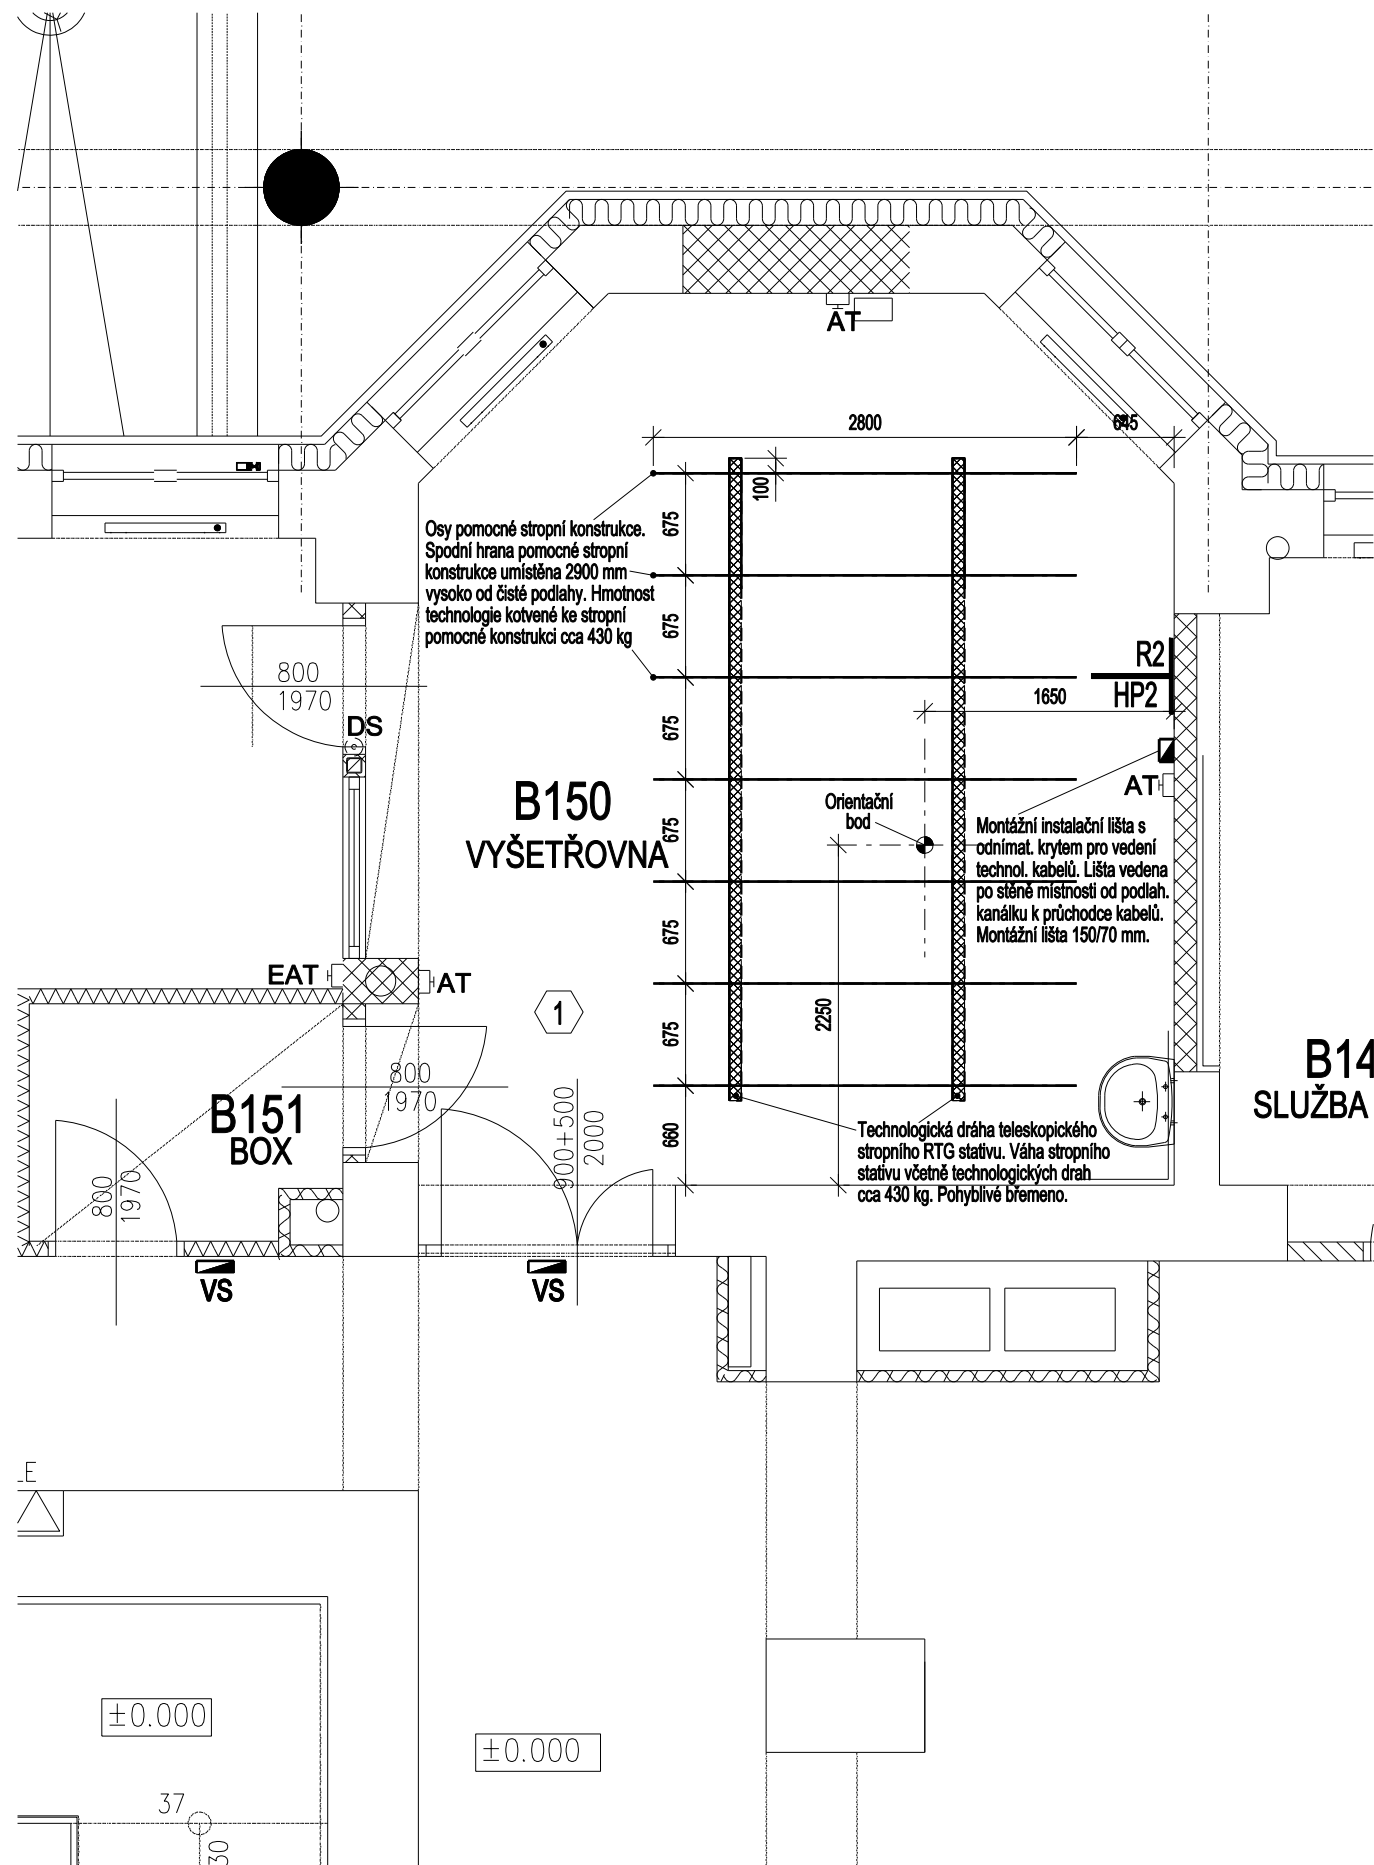 AT
2800
645
100
675
Osy pomocné stropní konstrukce.
Spodní hrana pomocné stropní
konstrukce umístěna 2900 mm
vysoko od čisté podlahy. Hmotnost
technologie kotvené ke stropní
pomocné konstrukci cca 430 kg
675
675
675
675
675
660
800
1970
DS
R2
HP2
1650
AT
B150
VYŠETŘOVNA
Orientační
bod
Montážní instalační lišta s
odnímat. krytem pro vedení
technol. kabelů. Lišta vedena
po stěně místnosti od podlah.
kanálku k průchodce kabelů.
Montážní lišta 150/70 mm.
EAT
AT
1
2250
B14
SLUŽBA
800
1970
B151
BOX
900+500
2000
Technologická dráha teleskopického
stropního RTG stativu. Váha stropního
stativu včetně technologických drah
cca 430 kg. Pohyblivé břemeno.
800
1970
VS
VS
LE
±0.000
±0.000
37
30